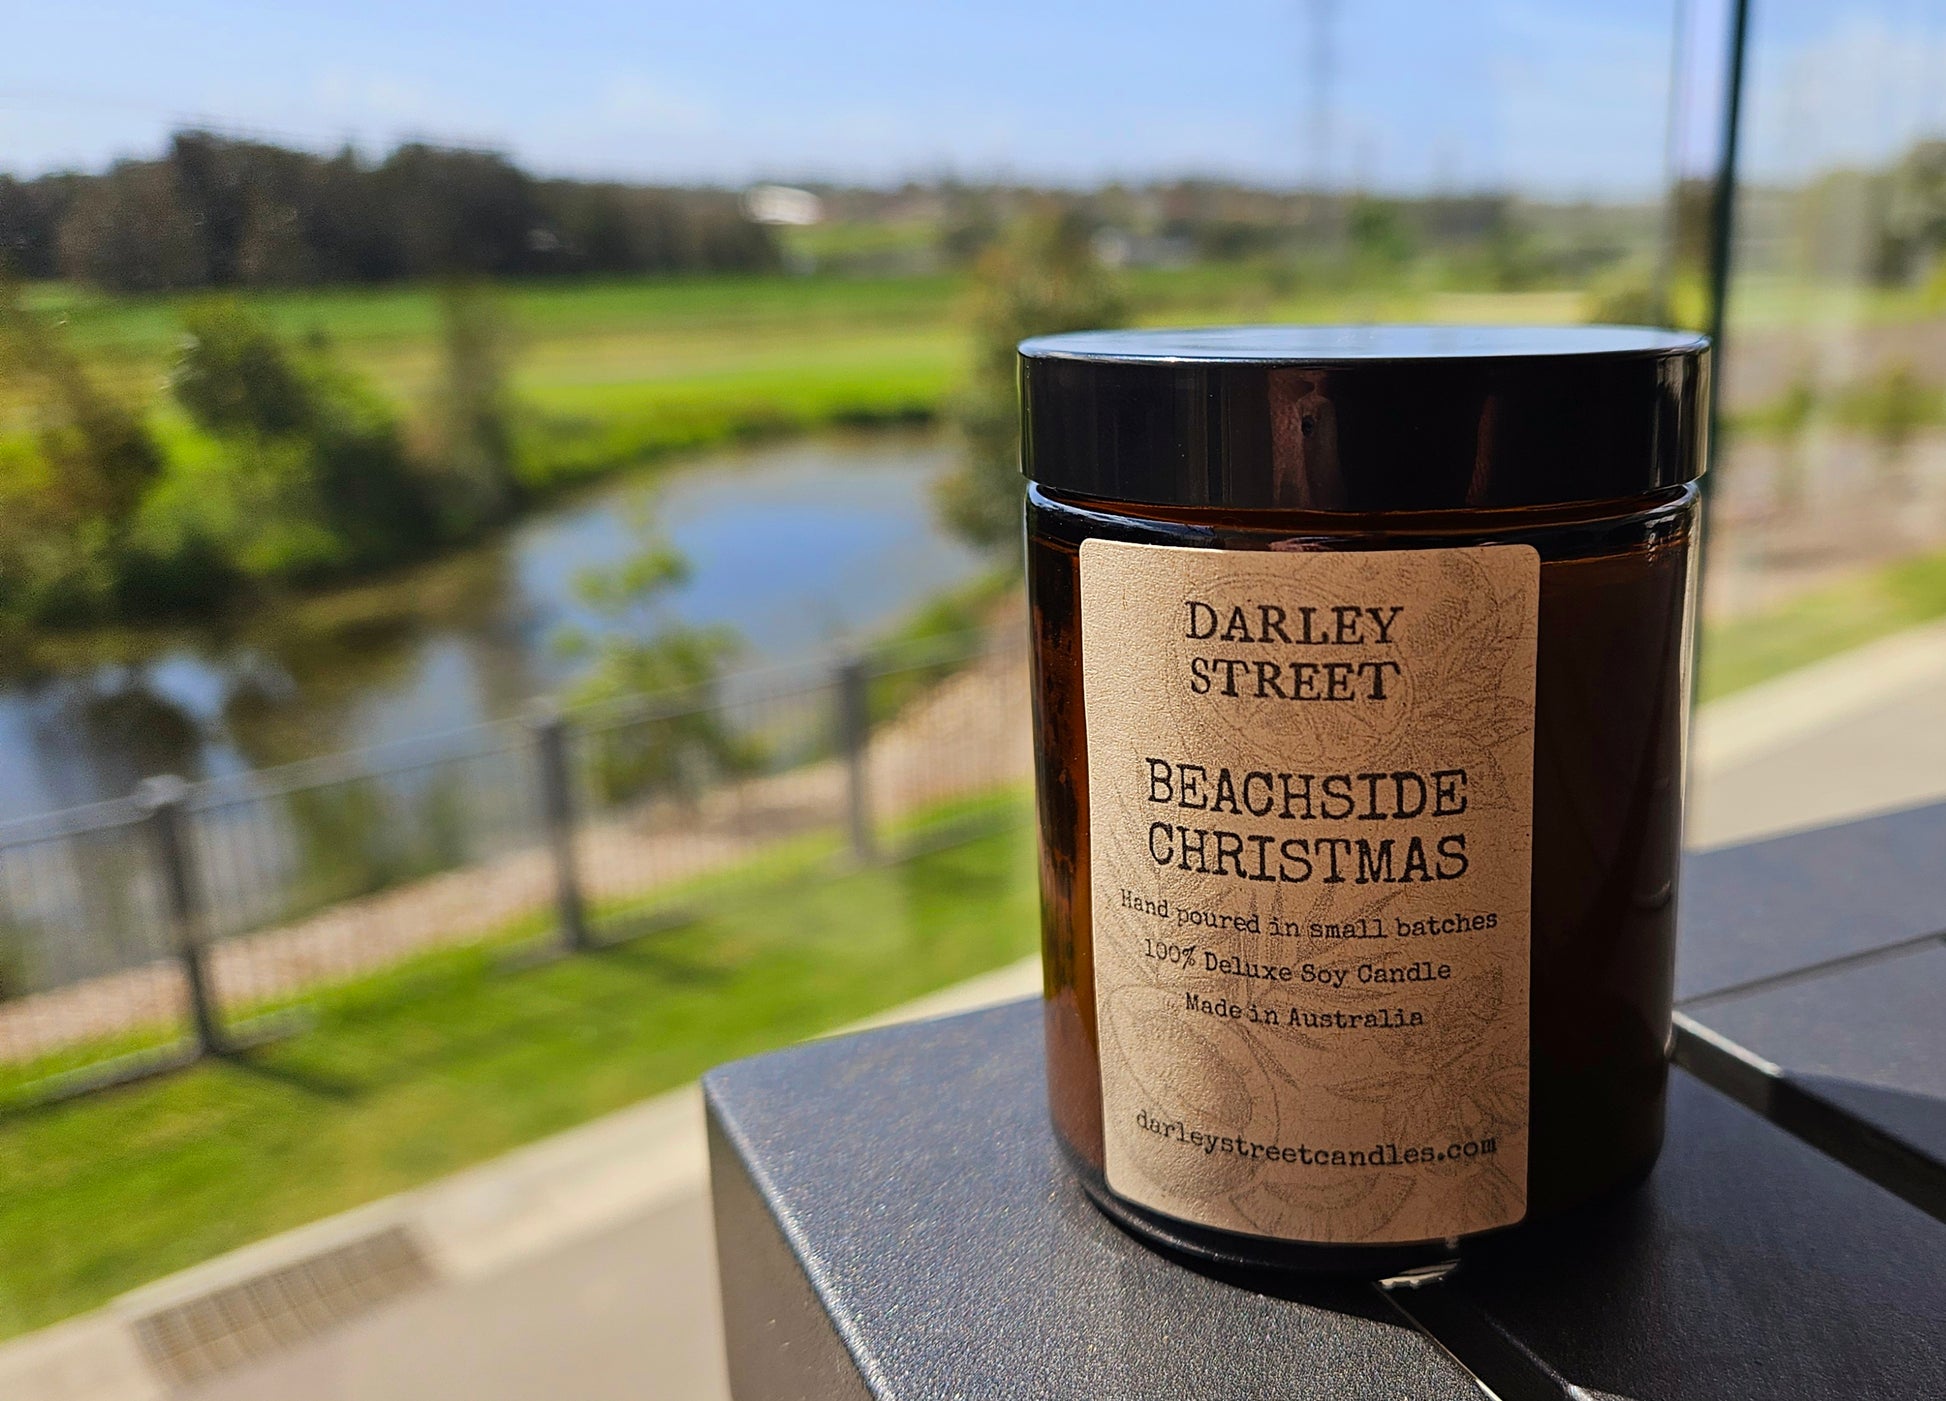 DARLEY
STREET
BEACHSIDE
CHRISTMAS
Hand poured in small batches
100% Deluxe Soy Candle
Made in Australia
darleystreetcandles.com